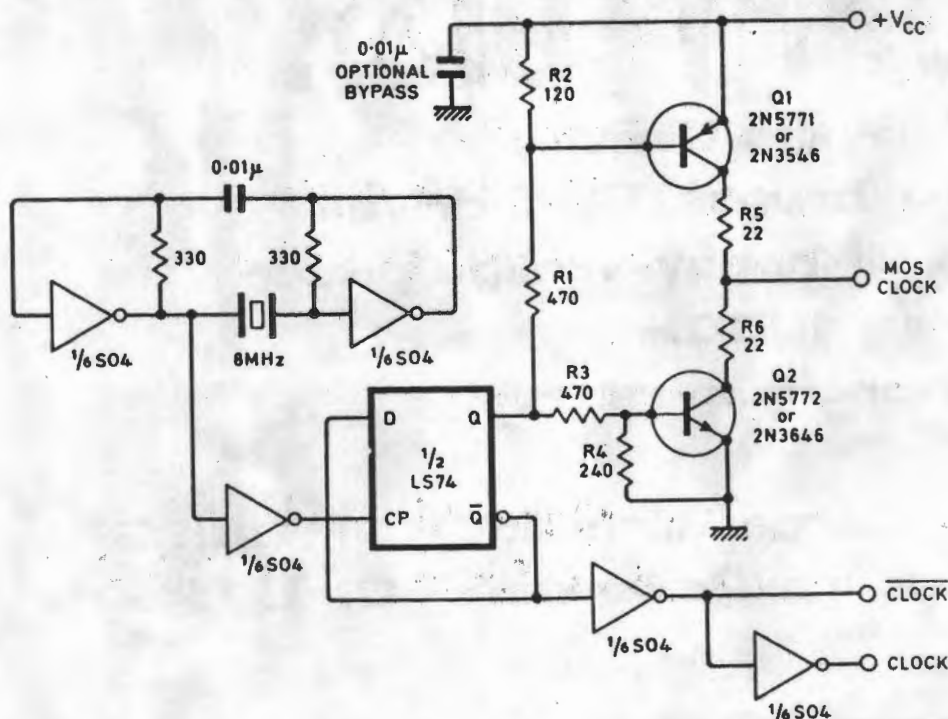 +VCC
0·01µ
OPTIONAL
BYPASS
R2
120
Q1
2N5771
or
2N3546
0·01µ
330
330
R5
22
MOS
CLOCK
R1
470
R6
22
1/6 SO4
8MHz
1/6 SO4
R3
470
Q2
2N5772
or
2N3646
D
Q
R4
240
1/2
LS74
CP
Q̅
1/6 SO4
C̅L̅O̅C̅K̅
1/6 SO4
CLOCK
1/6 SO4